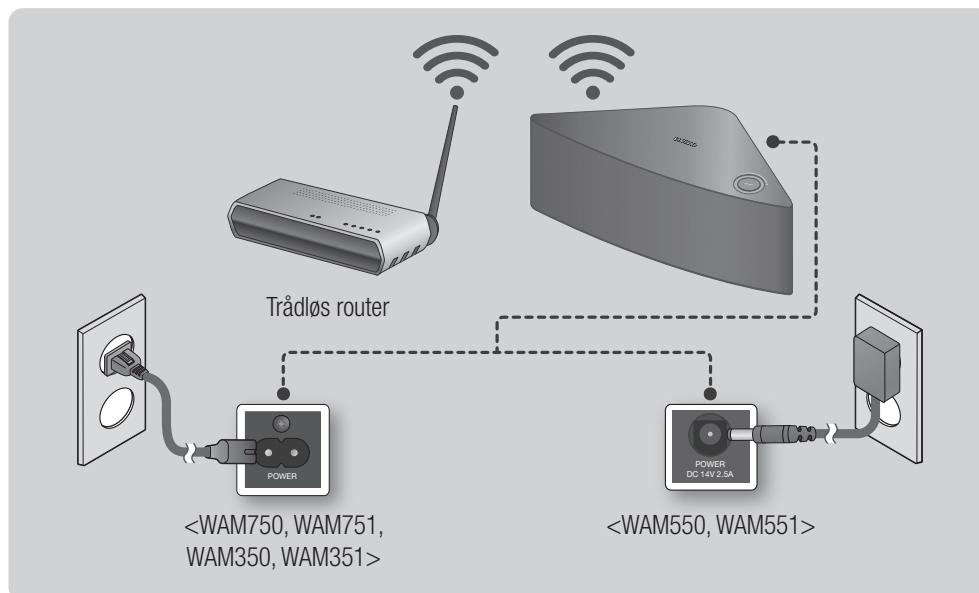 Trådløs router
POWER
<WAM750, WAM751,
WAM350, WAM351>
POWER
DC 14V 2.5A
<WAM550, WAM551>